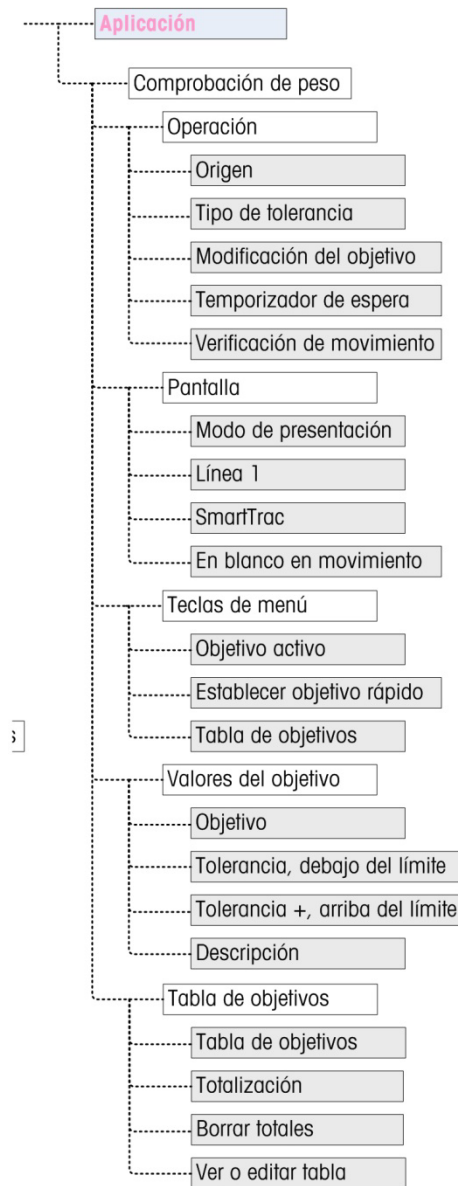 Aplicación
Comprobación de peso
Operación
Origen
Tipo de tolerancia
Modificación del objetivo
Temporizador de espera
Verificación de movimiento
Pantalla
Modo de presentación
Línea 1
SmartTrac
En blanco en movimiento
Teclas de menú
Objetivo activo
Establecer objetivo rápido
Tabla de objetivos
Valores del objetivo
Objetivo
Tolerancia, debajo del límite
Tolerancia +, arriba del límite
Descripción
Tabla de objetivos
Tabla de objetivos
Totalización
Borrar totales
Ver o editar tabla